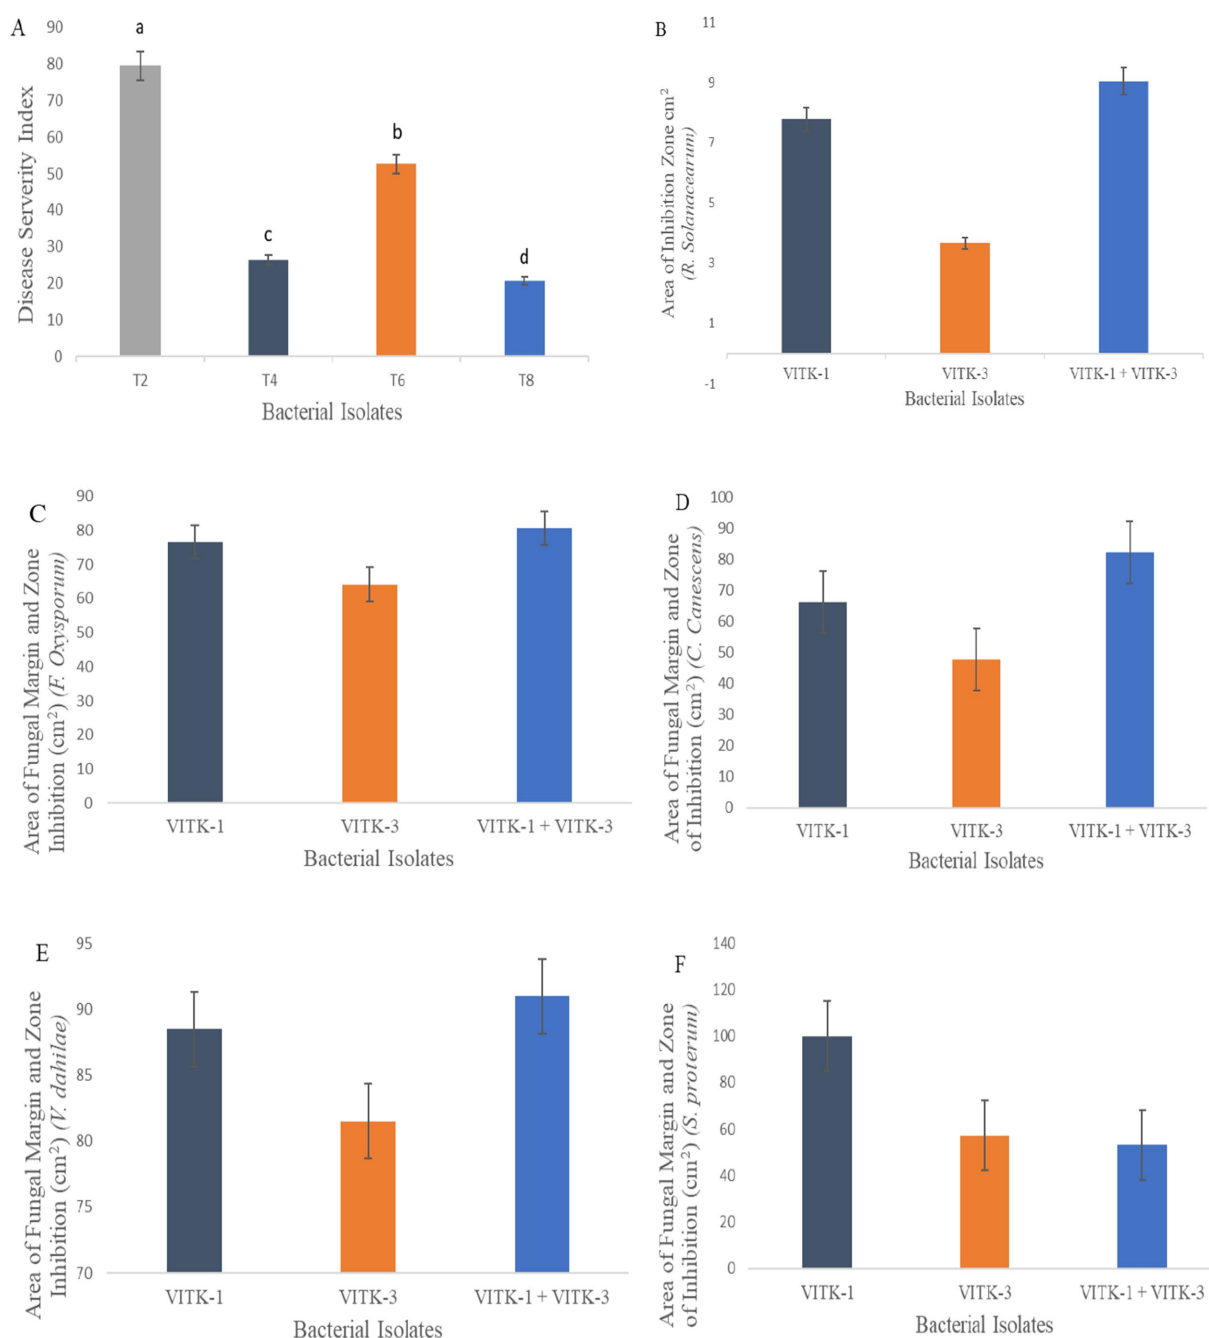 A
90
80
70
60
50
40
30
20
10
0
Disease Serverity Index
a
c
b
d
T2 T4 T6 T8
Bacterial Isolates
B
11
9
7
5
3
1
-1
Area of Inhibition Zone cm²
(R. Solanacearum)
VITK-1 VITK-3 VITK-1 + VITK-3
Bacterial Isolates
C
90
80
70
60
50
40
30
20
10
0
Area of Fungal Margin and Zone
Inhibition (cm²) (F. Oxysporum)
VITK-1 VITK-3 VITK-1 + VITK-3
Bacterial Isolates
D
100
90
80
70
60
50
40
30
20
10
0
Area of Fungal Margin and Zone
of Inhibition (cm²) (C. Canescens)
VITK-1 VITK-3 VITK-1 + VITK-3
Bacterial Isolates
E
95
90
85
80
75
70
Area of Fungal Margin and Zone
Inhibition (cm²) (V. dahilae)
VITK-1 VITK-3 VITK-1 + VITK-3
Bacterial Isolates
F
140
120
100
80
60
40
20
0
Area of Fungal Margin and Zone
of Inhibition (cm²) (S. proterum)
VITK-1 VITK-3 VITK-1 + VITK-3
Bacterial Isolates